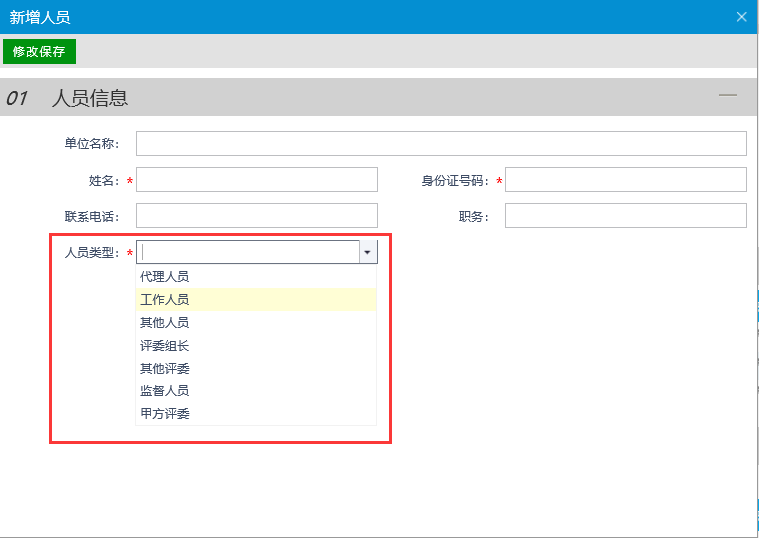 新增人员
修改保存
01 人员信息
单位名称:
姓名: * 身份证号码: *
联系电话: 职务:
人员类型: *
代理人员
工作人员
其他人员
评委组长
其他评委
监督人员
甲方评委